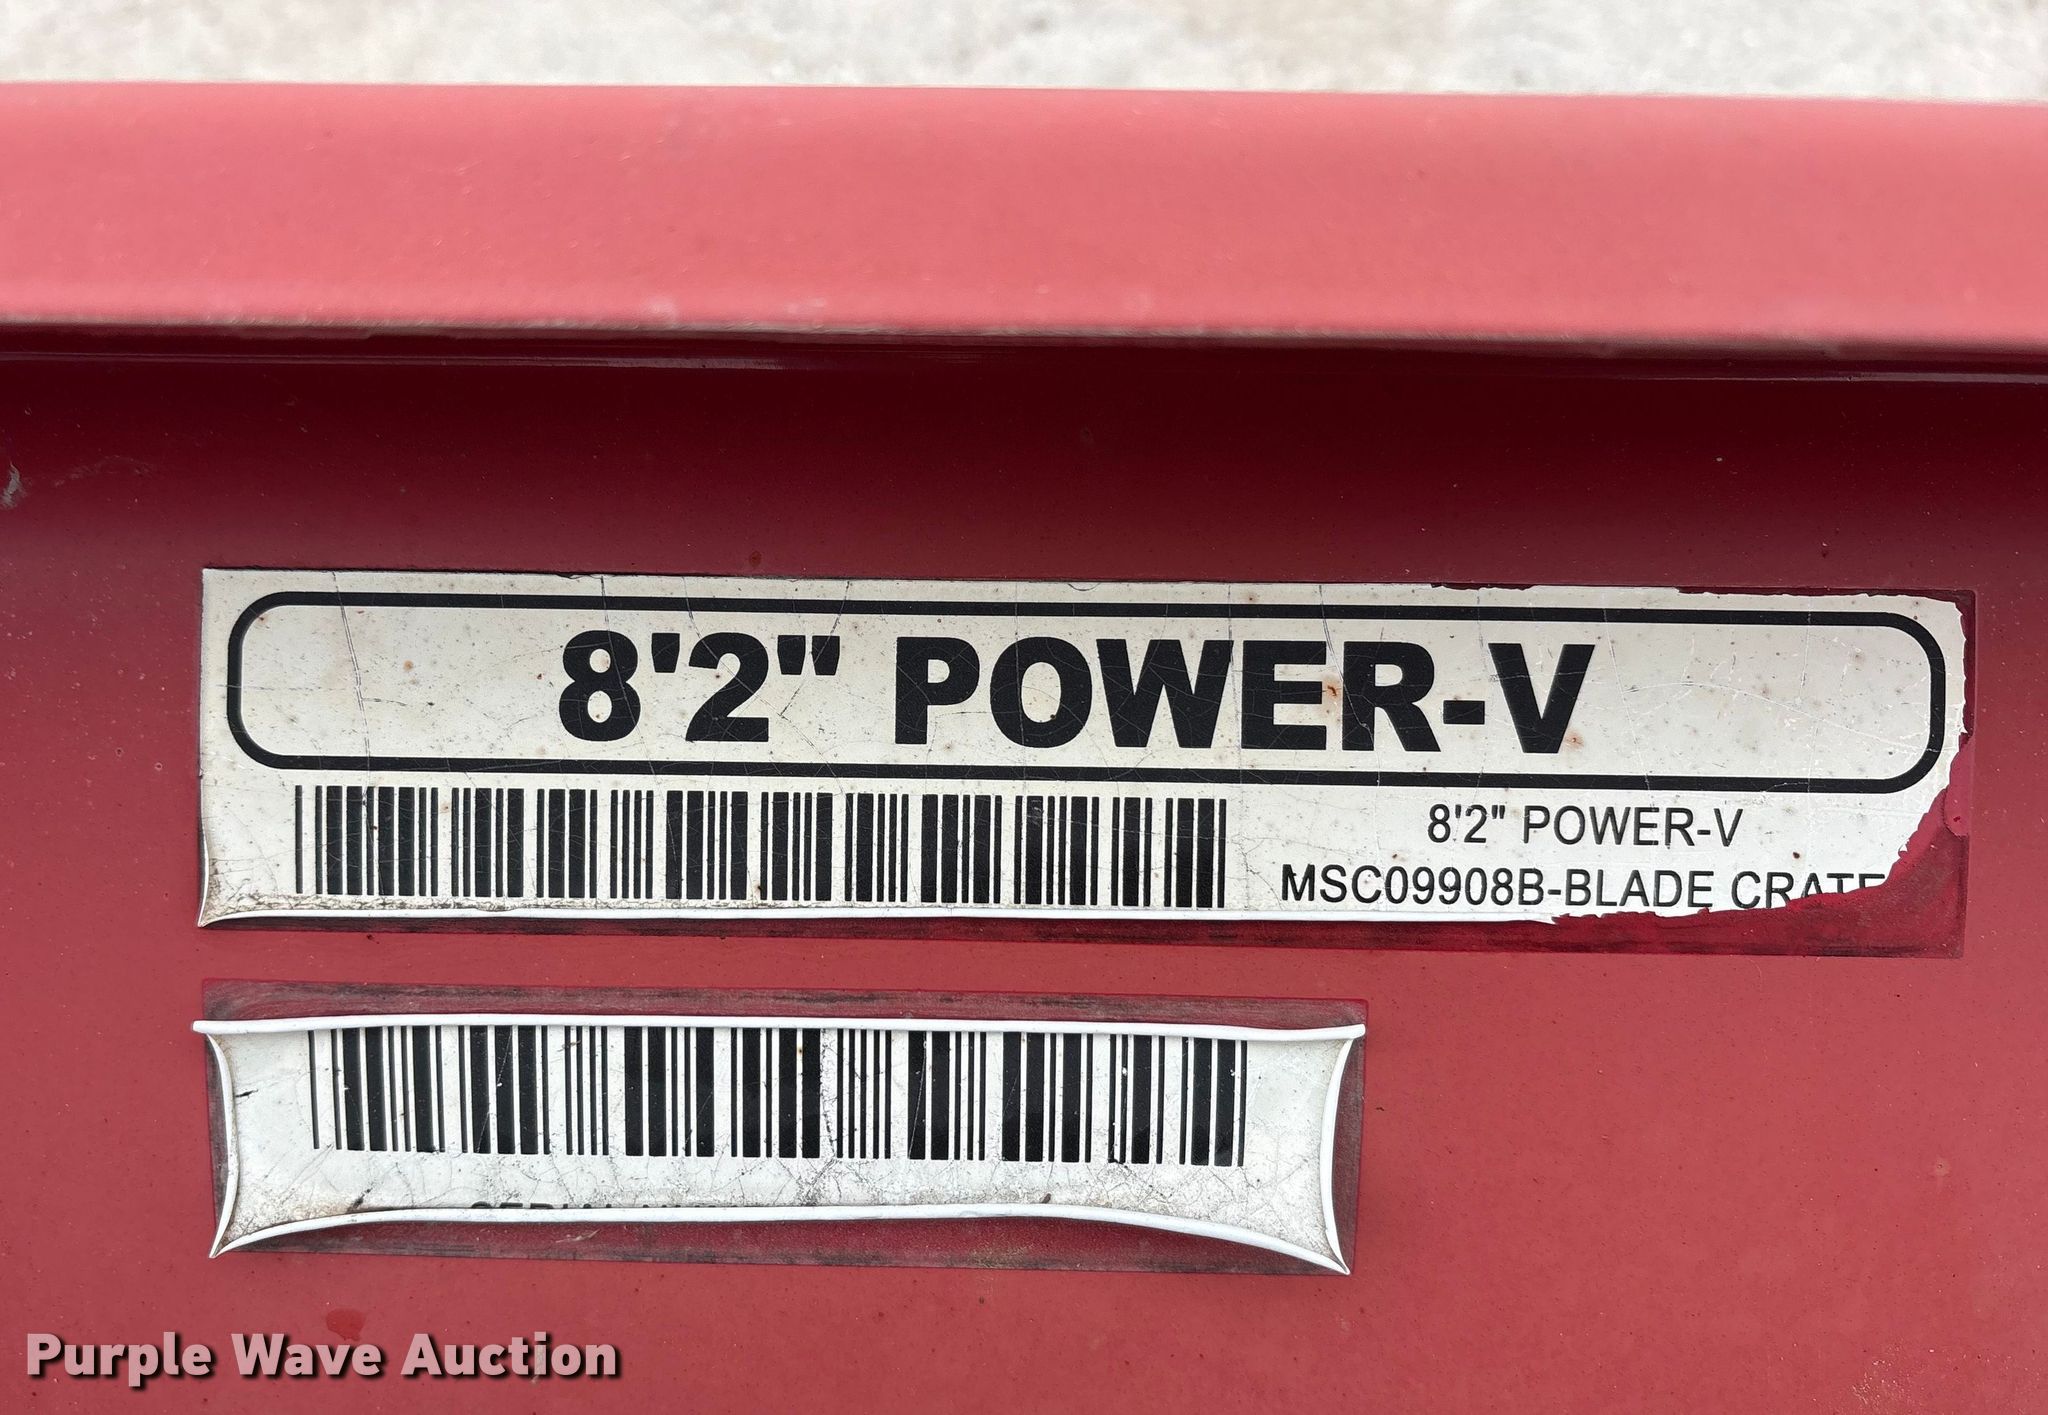 8'2" POWER-V
8'2" POWER-V
MSC09908B-BLADE CRATE
Purple Wave Auction